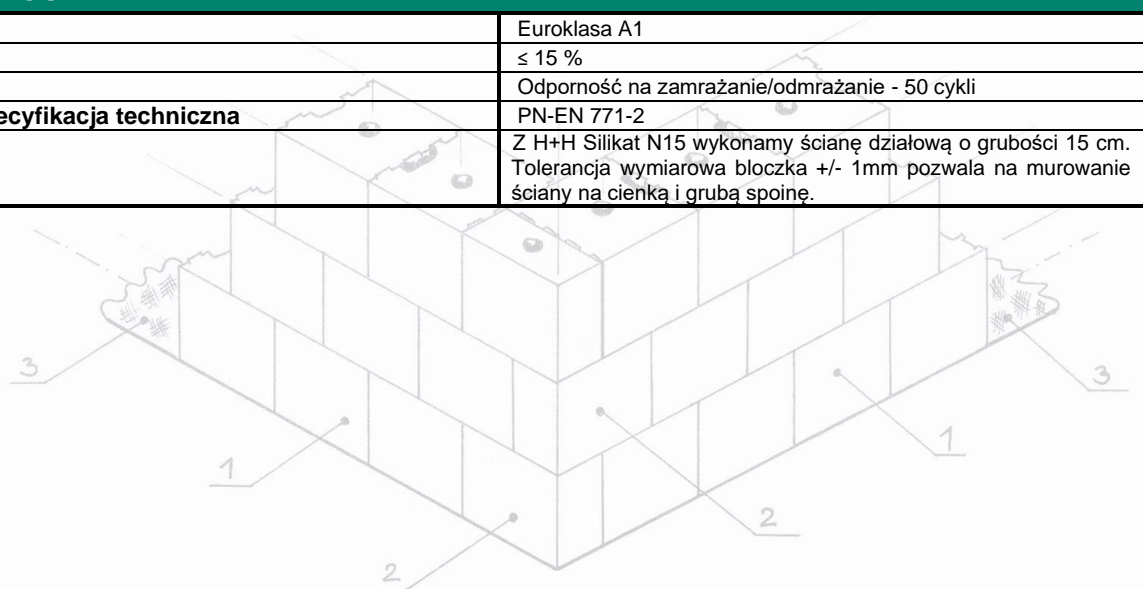 Euroklasa A1
≤ 15 %
Odporność na zamrażanie/odmrażanie - 50 cykli
ecyfikacja techniczna PN-EN 771-2
Z H+H Silikat N15 wykonamy ścianę działową o grubości 15 cm.
Tolerancja wymiarowa bloczka +/- 1mm pozwala na murowanie
ściany na cienką i grubą spoinę.
3
3
1
1
2
2